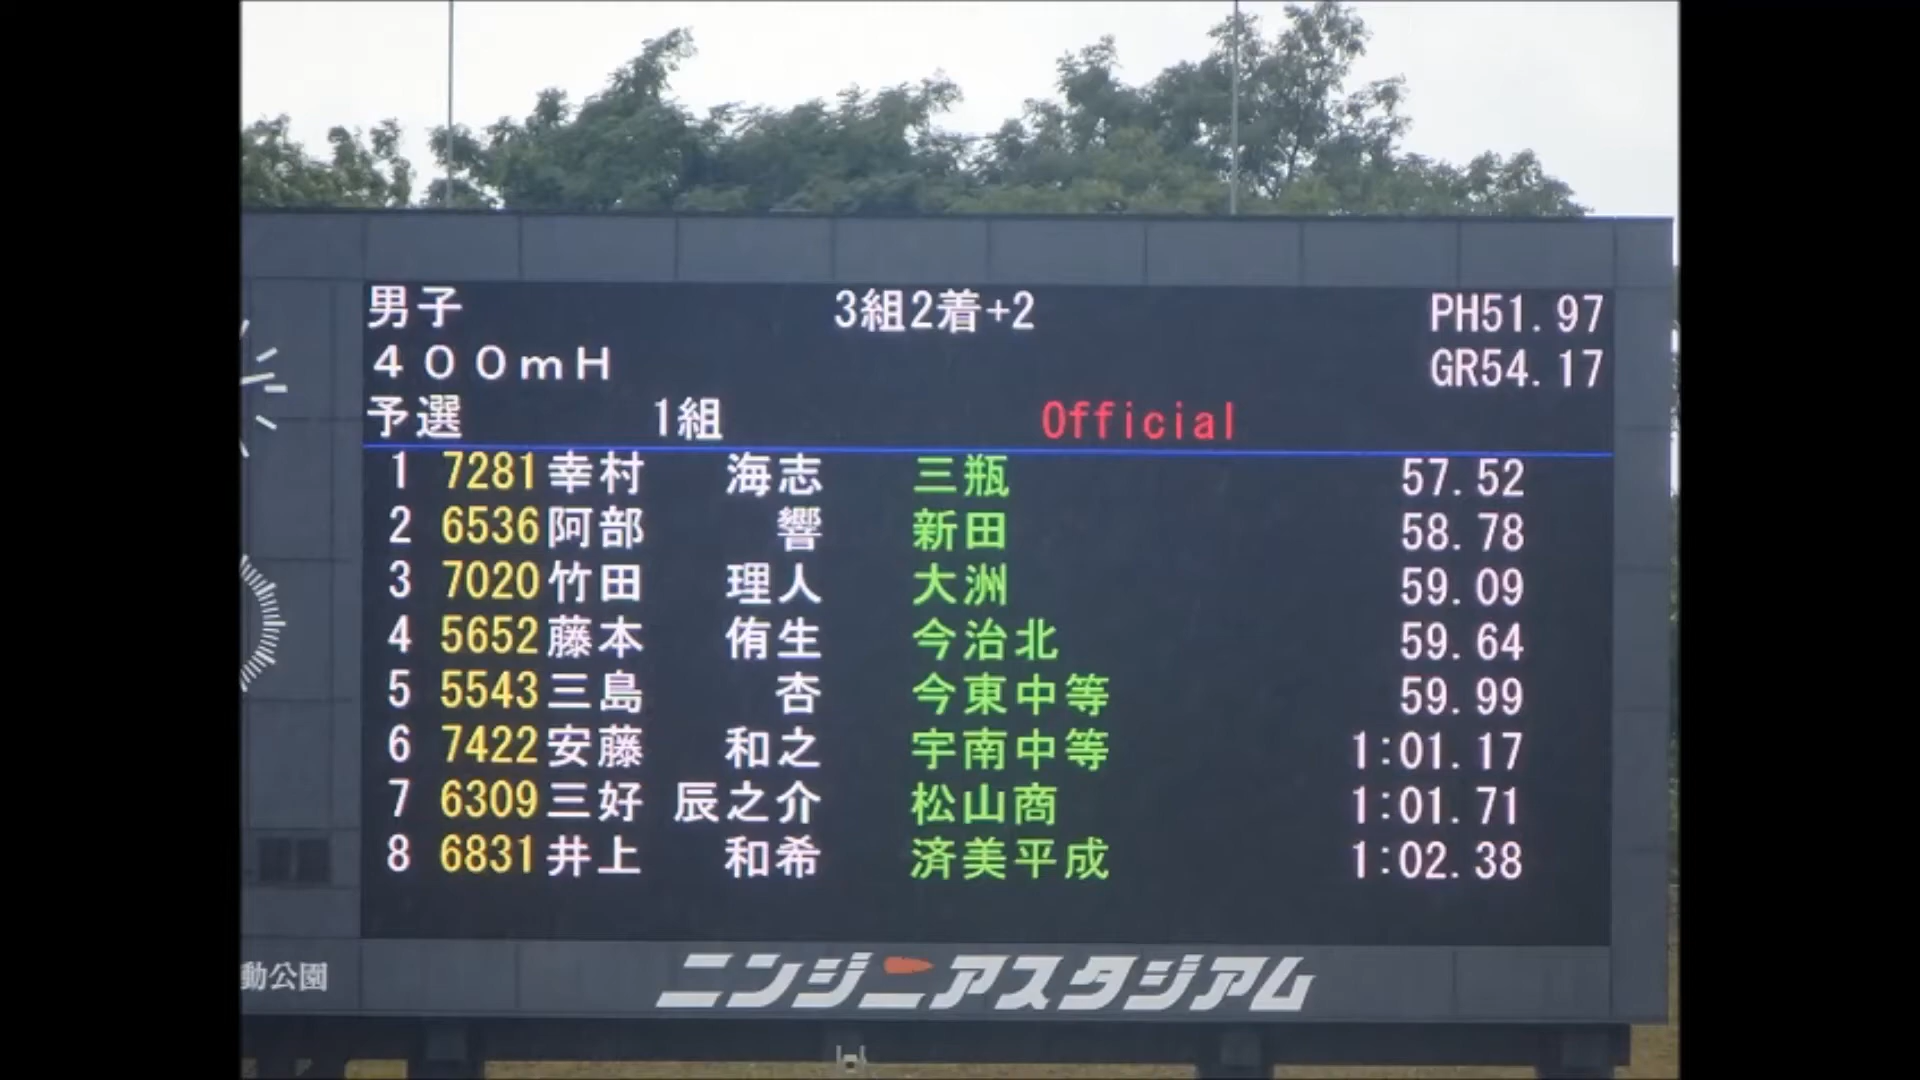 男子 3組2着+2 PH51.97
400mH GR54.17
予選 1組 Official
1 7281 幸村 海志 三瓶 57.52
2 6536 阿部 響 新田 58.78
3 7020 竹田 理人 大洲 59.09
4 5652 藤本 侑生 今治北 59.64
5 5543 三島 杏 今東中等 59.99
6 7422 安藤 和之 宇南中等 1:01.17
7 6309 三好 辰之介 松山商 1:01.71
8 6831 井上 和希 済美平成 1:02.38
動公園 ニンジニアスタジアム